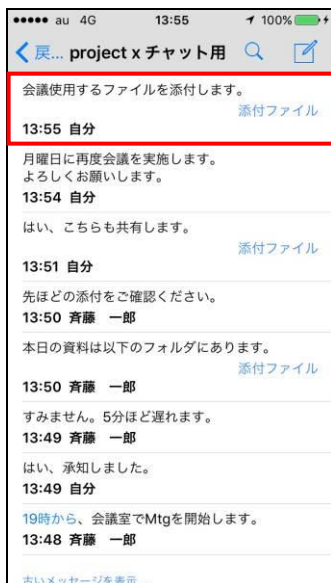 au 4G 13:55 100%
戻... project x チャット用
会議使用するファイルを添付します。
添付ファイル
13:55 自分
月曜日に再度会議を実施します。
よろしくお願いします。
13:54 自分
はい、こちらも共有します。
添付ファイル
13:51 自分
先ほどの添付をご確認ください。
13:50 斉藤 一郎
本日の資料は以下のフォルダにあります。
添付ファイル
13:50 斉藤 一郎
すみません。5分ほど遅れます。
13:49 斉藤 一郎
はい、承知しました。
13:49 自分
19時から、会議室でMtgを開始します。
13:48 斉藤 一郎
古いメッセージを表示...